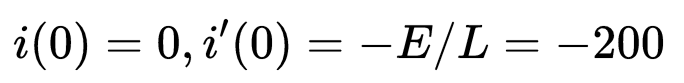 i(0) = 0, i'(0) = −E/L = −200